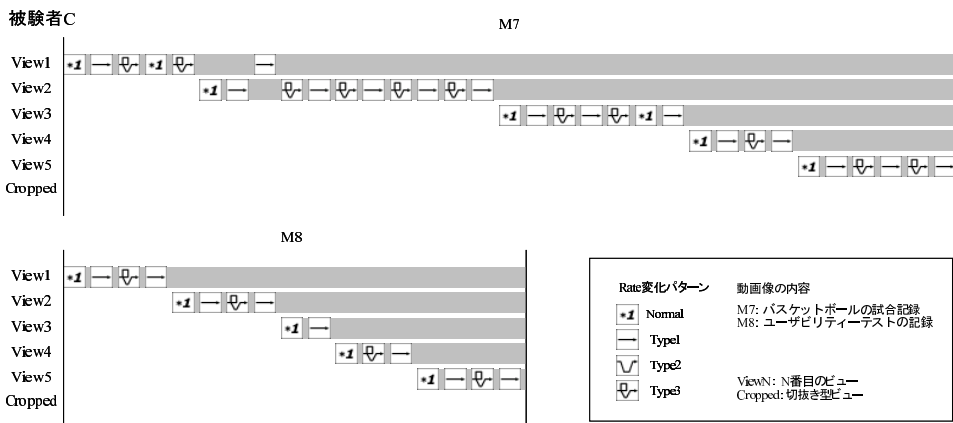 被験者C
M7
View1
View2
View3
View4
View5
Cropped
M8
View1
View2
View3
View4
View5
Cropped
Rate変化パターン
*1 Normal
Type1
Type2
Type3
動画像の内容
M7: バスケットボールの試合記録
M8: ユーザビリティーテストの記録
ViewN: N番目のビュー
Cropped: 切抜き型ビュー